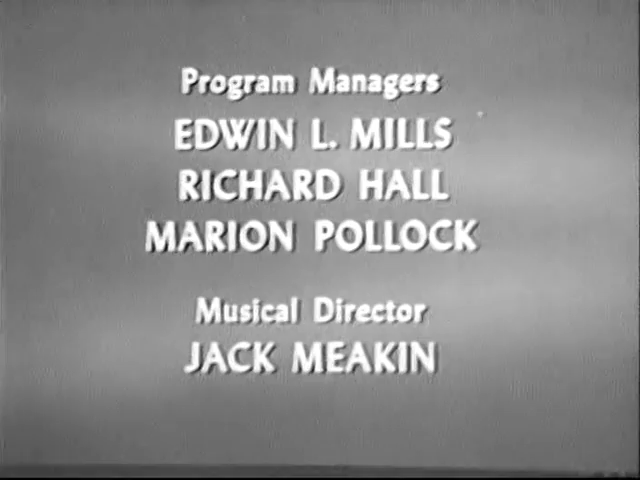 Program Managers
EDWIN L. MILLS
RICHARD HALL
MARION POLLOCK
Musical Director
JACK MEAKIN